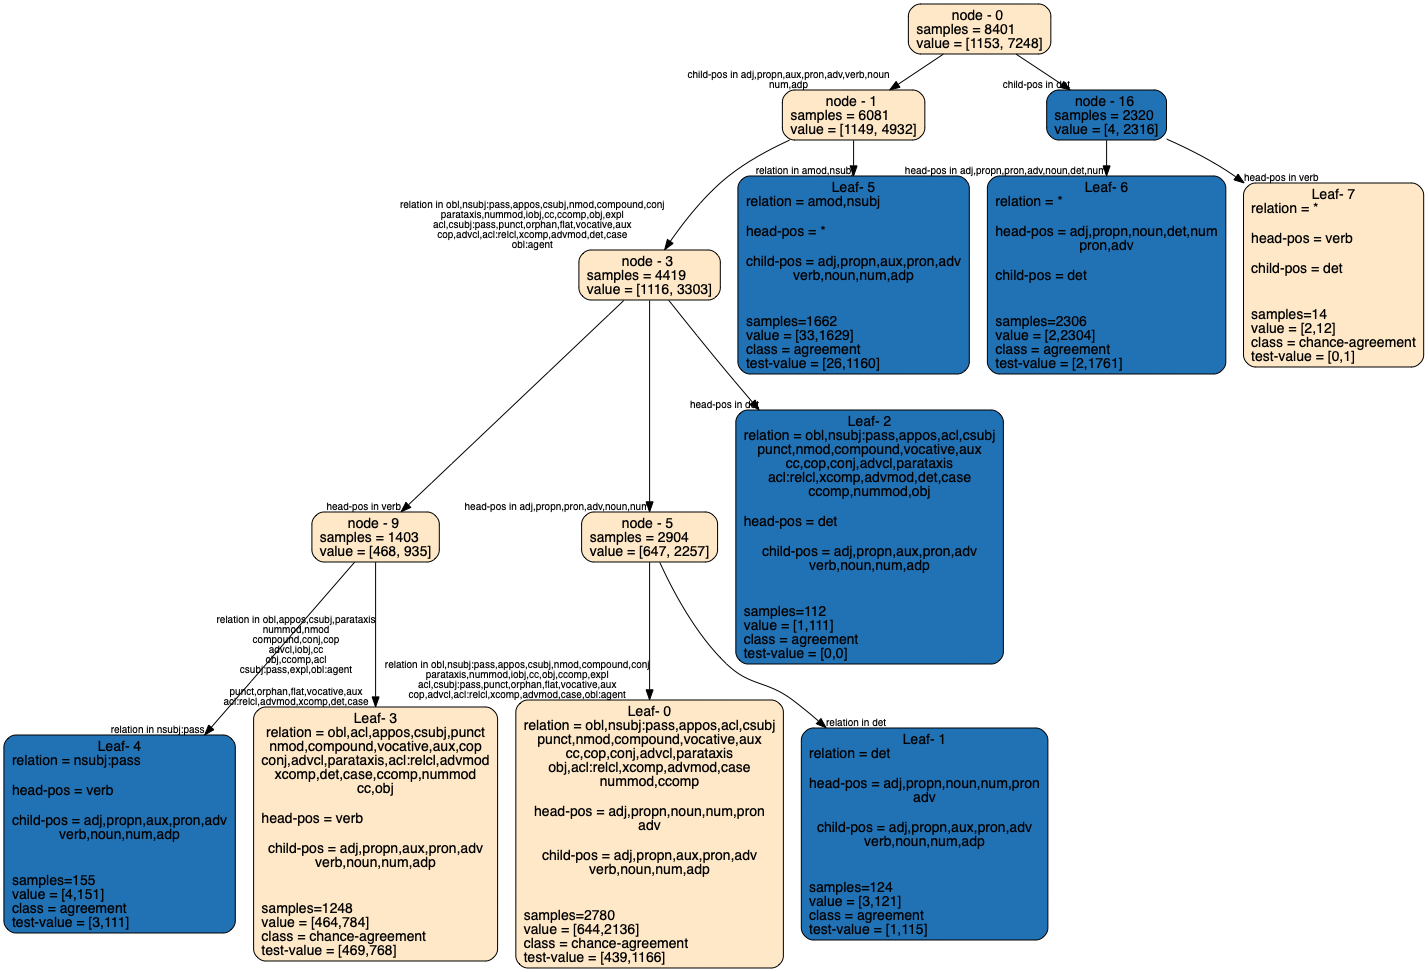 node - 0
samples = 8401
value = [1153, 7248]
child-pos in adj,propn,aux,pron,adv,verb,noun
num,adp
child-pos in det
node - 1
samples = 6081
value = [1149, 4932]
node - 16
samples = 2320
value = [4, 2316]
relation in amod,nsubj
head-pos in adj,propn,pron,adv,noun,det,num
head-pos in verb
relation in obl,nsubj:pass,appos,csubj,nmod,compound,conj
parataxis,nummod,iobj,cc,ccomp,obj,expl
acl,csubj:pass,punct,orphan,flat,vocative,aux
cop,advcl,acl:relcl,xcomp,advmod,det,case
obl:agent
Leaf- 5
relation = amod,nsubj
head-pos = *
child-pos = adj,propn,aux,pron,adv
verb,noun,num,adp
samples=1662
value = [33,1629]
class = agreement
test-value = [26,1160]
Leaf- 6
relation = *
head-pos = adj,propn,noun,det,num
pron,adv
child-pos = det
samples=2306
value = [2,2304]
class = agreement
test-value = [2,1761]
Leaf- 7
relation = *
head-pos = verb
child-pos = det
samples=14
value = [2,12]
class = chance-agreement
test-value = [0,1]
node - 3
samples = 4419
value = [1116, 3303]
head-pos in verb
head-pos in adj,propn,pron,adv,noun,num
head-pos in det
Leaf- 2
relation = obl,nsubj:pass,appos,acl,csubj
punct,nmod,compound,vocative,aux
cc,cop,conj,advcl,parataxis
acl:relcl,xcomp,advmod,det,case
ccomp,nummod,obj
head-pos = det
child-pos = adj,propn,aux,pron,adv
verb,noun,num,adp
samples=112
value = [1,111]
class = agreement
test-value = [0,0]
node - 9
samples = 1403
value = [468, 935]
node - 5
samples = 2904
value = [647, 2257]
relation in obl,appos,csubj,parataxis
nummod,nmod
compound,conj,cop
advcl,iobj,cc
obj,ccomp,acl
csubj:pass,expl,obl:agent
punct,orphan,flat,vocative,aux
acl:relcl,advmod,xcomp,det,case
relation in nsubj:pass
relation in obl,nsubj:pass,appos,csubj,nmod,compound,conj
parataxis,nummod,iobj,cc,obj,ccomp,expl
acl,csubj:pass,punct,orphan,flat,vocative,aux
cop,advcl,acl:relcl,xcomp,advmod,case,obl:agent
relation in det
Leaf- 4
relation = nsubj:pass
head-pos = verb
child-pos = adj,propn,aux,pron,adv
verb,noun,num,adp
samples=155
value = [4,151]
class = agreement
test-value = [3,111]
Leaf- 3
relation = obl,acl,appos,csubj,punct
nmod,compound,vocative,aux,cop
conj,advcl,parataxis,acl:relcl,advmod
xcomp,det,case,ccomp,nummod
cc,obj
head-pos = verb
child-pos = adj,propn,aux,pron,adv
verb,noun,num,adp
samples=1248
value = [464,784]
class = chance-agreement
test-value = [469,768]
Leaf- 0
relation = obl,nsubj:pass,appos,acl,csubj
punct,nmod,compound,vocative,aux
cc,cop,conj,advcl,parataxis
obj,acl:relcl,xcomp,advmod,case
nummod,ccomp
head-pos = adj,propn,noun,num,pron
adv
child-pos = adj,propn,aux,pron,adv
verb,noun,num,adp
samples=2780
value = [644,2136]
class = chance-agreement
test-value = [439,1166]
Leaf- 1
relation = det
head-pos = adj,propn,noun,num,pron
adv
child-pos = adj,propn,aux,pron,adv
verb,noun,num,adp
samples=124
value = [3,121]
class = agreement
test-value = [1,115]